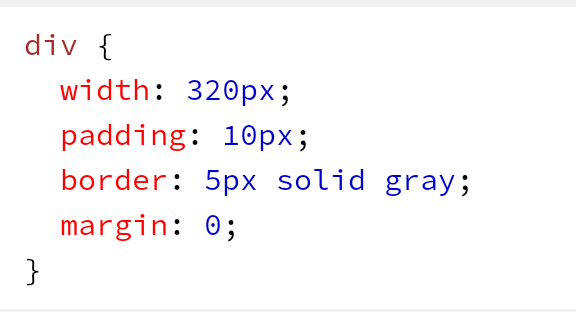 div {
  width: 320px;
  padding: 10px;
  border: 5px solid gray;
  margin: 0;
}